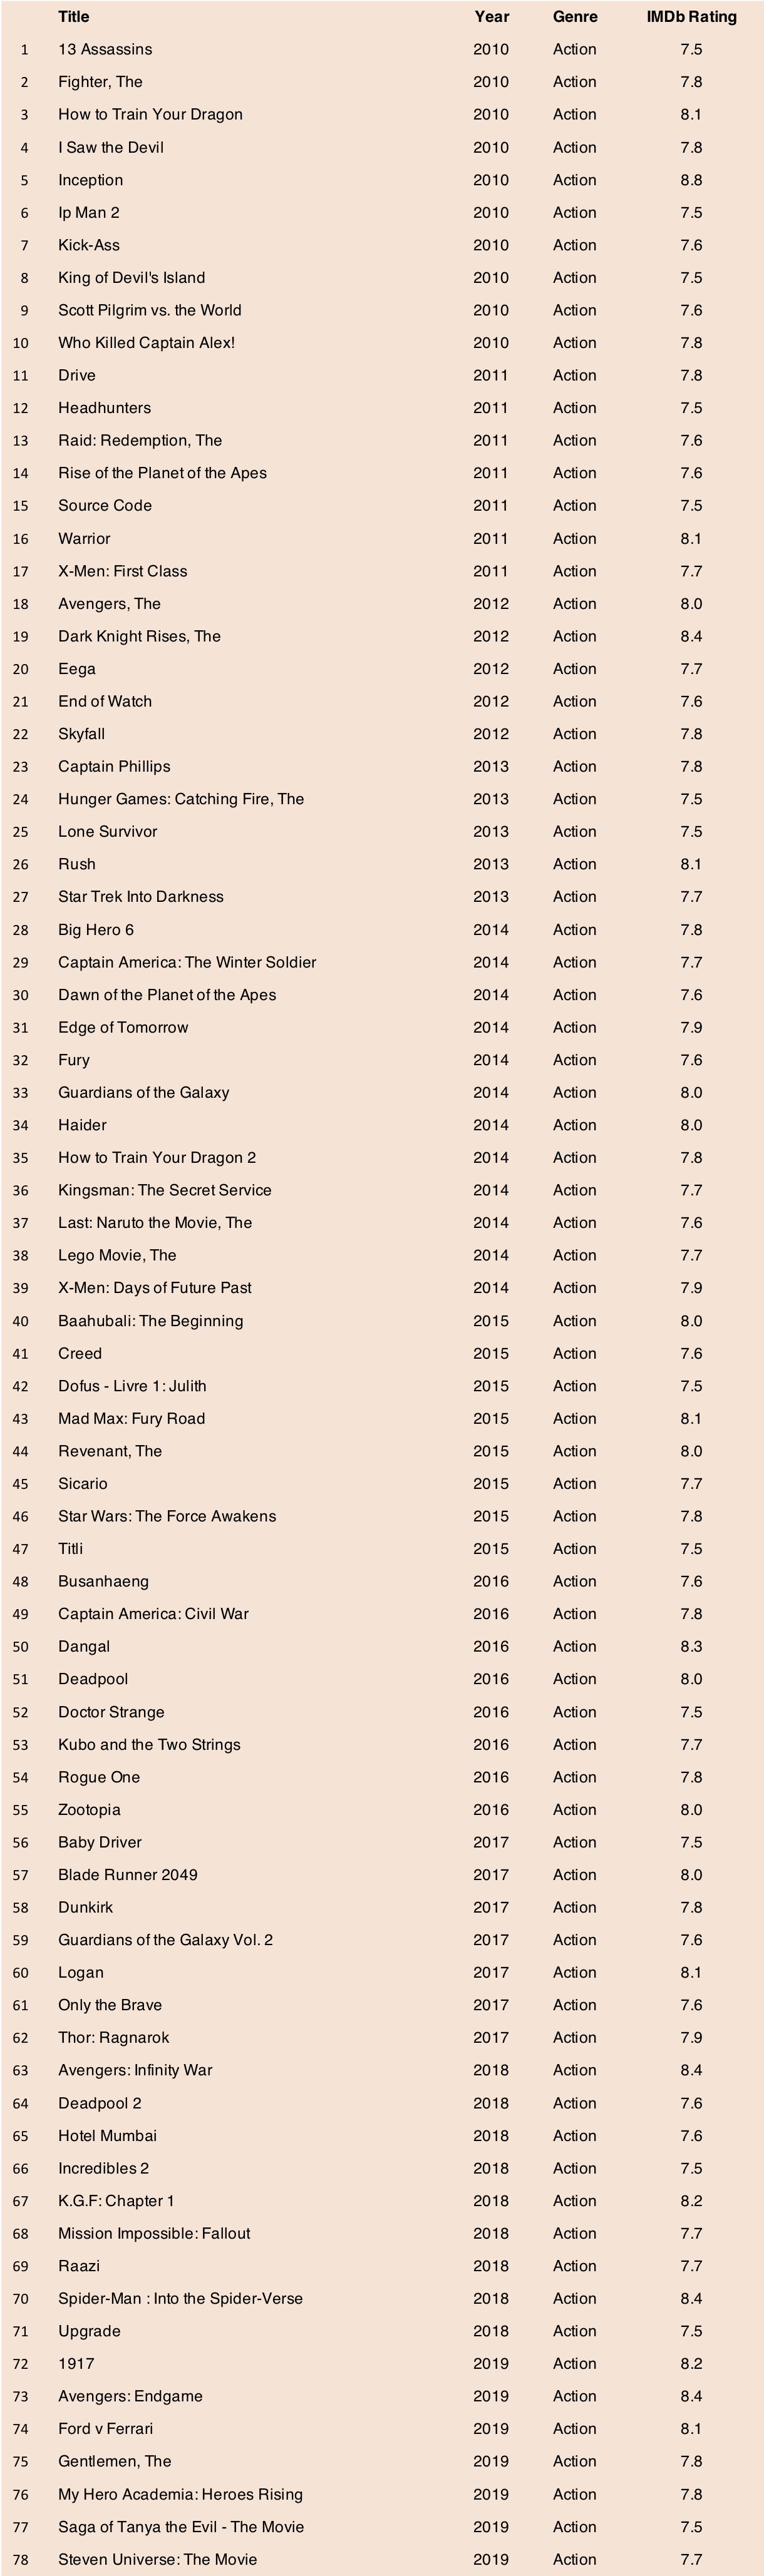 Title Year Genre IMDb Rating
1 13 Assassins 2010 Action 7.5
2 Fighter, The 2010 Action 7.8
3 How to Train Your Dragon 2010 Action 8.1
4 I Saw the Devil 2010 Action 7.8
5 Inception 2010 Action 8.8
6 Ip Man 2 2010 Action 7.5
7 Kick-Ass 2010 Action 7.6
8 King of Devil's Island 2010 Action 7.5
9 Scott Pilgrim vs. the World 2010 Action 7.6
10 Who Killed Captain Alex! 2010 Action 7.8
11 Drive 2011 Action 7.8
12 Headhunters 2011 Action 7.5
13 Raid: Redemption, The 2011 Action 7.6
14 Rise of the Planet of the Apes 2011 Action 7.6
15 Source Code 2011 Action 7.5
16 Warrior 2011 Action 8.1
17 X-Men: First Class 2011 Action 7.7
18 Avengers, The 2012 Action 8.0
19 Dark Knight Rises, The 2012 Action 8.4
20 Eega 2012 Action 7.7
21 End of Watch 2012 Action 7.6
22 Skyfall 2012 Action 7.8
23 Captain Phillips 2013 Action 7.8
24 Hunger Games: Catching Fire, The 2013 Action 7.5
25 Lone Survivor 2013 Action 7.5
26 Rush 2013 Action 8.1
27 Star Trek Into Darkness 2013 Action 7.7
28 Big Hero 6 2014 Action 7.8
29 Captain America: The Winter Soldier 2014 Action 7.7
30 Dawn of the Planet of the Apes 2014 Action 7.6
31 Edge of Tomorrow 2014 Action 7.9
32 Fury 2014 Action 7.6
33 Guardians of the Galaxy 2014 Action 8.0
34 Haider 2014 Action 8.0
35 How to Train Your Dragon 2 2014 Action 7.8
36 Kingsman: The Secret Service 2014 Action 7.7
37 Last: Naruto the Movie, The 2014 Action 7.6
38 Lego Movie, The 2014 Action 7.7
39 X-Men: Days of Future Past 2014 Action 7.9
40 Baahubali: The Beginning 2015 Action 8.0
41 Creed 2015 Action 7.6
42 Dofus - Livre 1: Julith 2015 Action 7.5
43 Mad Max: Fury Road 2015 Action 8.1
44 Revenant, The 2015 Action 8.0
45 Sicario 2015 Action 7.7
46 Star Wars: The Force Awakens 2015 Action 7.8
47 Titli 2015 Action 7.5
48 Busanhaeng 2016 Action 7.6
49 Captain America: Civil War 2016 Action 7.8
50 Dangal 2016 Action 8.3
51 Deadpool 2016 Action 8.0
52 Doctor Strange 2016 Action 7.5
53 Kubo and the Two Strings 2016 Action 7.7
54 Rogue One 2016 Action 7.8
55 Zootopia 2016 Action 8.0
56 Baby Driver 2017 Action 7.5
57 Blade Runner 2049 2017 Action 8.0
58 Dunkirk 2017 Action 7.8
59 Guardians of the Galaxy Vol. 2 2017 Action 7.6
60 Logan 2017 Action 8.1
61 Only the Brave 2017 Action 7.6
62 Thor: Ragnarok 2017 Action 7.9
63 Avengers: Infinity War 2018 Action 8.4
64 Deadpool 2 2018 Action 7.6
65 Hotel Mumbai 2018 Action 7.6
66 Incredibles 2 2018 Action 7.5
67 K.G.F: Chapter 1 2018 Action 8.2
68 Mission Impossible: Fallout 2018 Action 7.7
69 Raazi 2018 Action 7.7
70 Spider-Man : Into the Spider-Verse 2018 Action 8.4
71 Upgrade 2018 Action 7.5
72 1917 2019 Action 8.2
73 Avengers: Endgame 2019 Action 8.4
74 Ford v Ferrari 2019 Action 8.1
75 Gentlemen, The 2019 Action 7.8
76 My Hero Academia: Heroes Rising 2019 Action 7.8
77 Saga of Tanya the Evil - The Movie 2019 Action 7.5
78 Steven Universe: The Movie 2019 Action 7.7